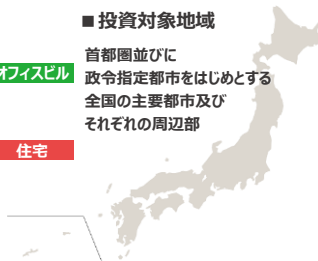 ■投資対象地域
首都圏並びに
政令指定都市をはじめとする
全国の主要都市及び
それぞれの周辺部
オフィスビル
住宅